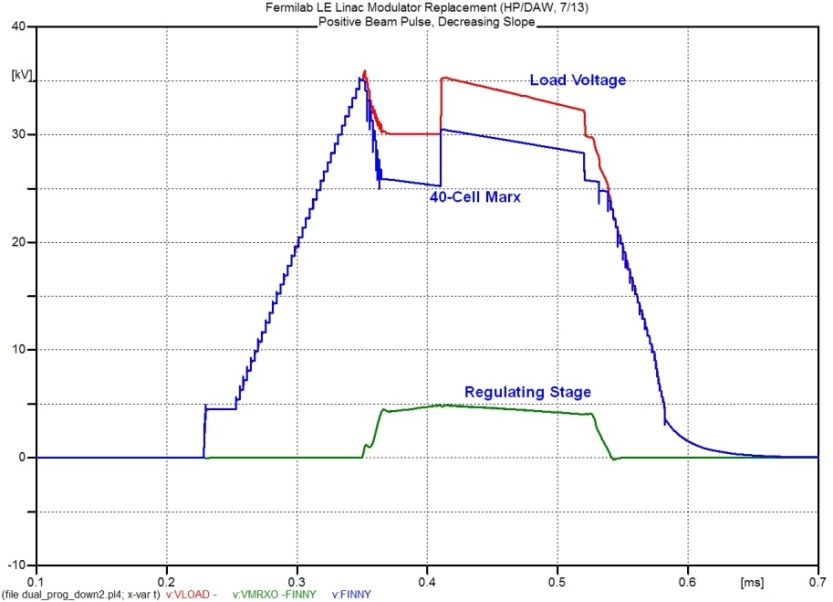 Fermilab LE Linac Modulator Replacement (HP/DAW, 7/13)
Positive Beam Pulse, Decreasing Slope
40
[kV]
Load Voltage
30
40-Cell Marx
20
10
Regulating Stage
0
-10
0.1 0.2 0.3 0.4 0.5 0.6 [ms] 0.7
(file dual_prog_down2.pl4; x-var t) v:VLOAD - v:VMRXO -FINNY v:FINNY